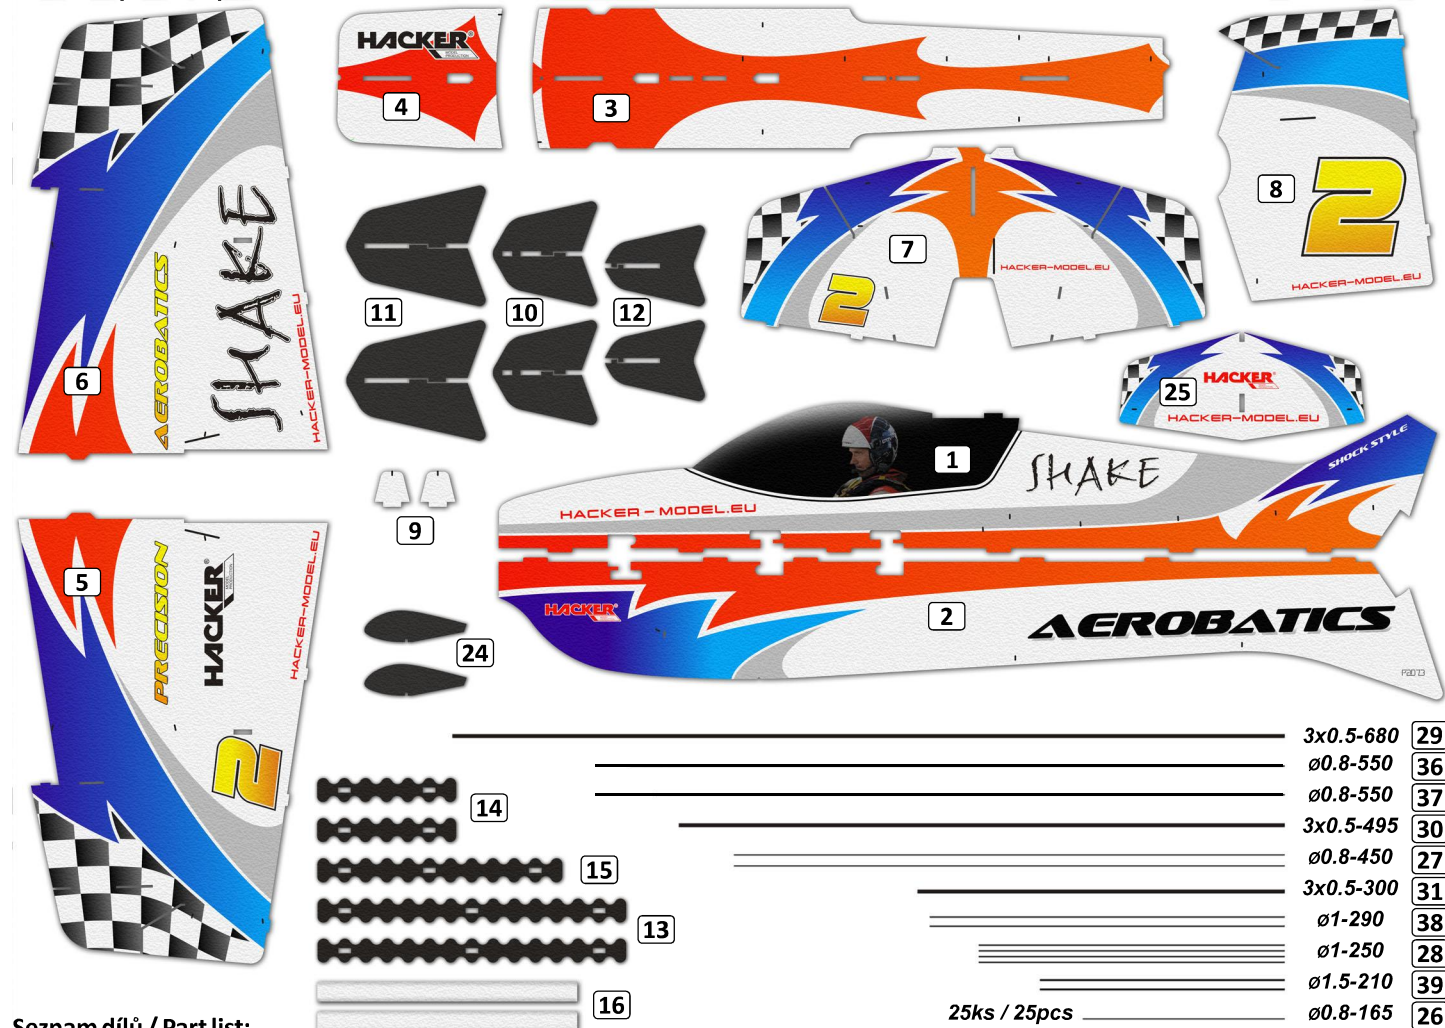 HACKER
MODEL PRODUCTION
4
3
8
2
HACKER-MODEL.EU
6
AEROBATICS
SHAKE
HACKER-MODEL.EU
11
10
12
7
2
HACKER-MODEL.EU
25
HACKER
HACKER-MODEL.EU
1
SHAKE
SHOCK STYLE
HACKER - MODEL.EU
9
5
PRECISION
HACKER
MODEL PRODUCTION
HACKER-MODEL.EU
2
HACKER
2
AEROBATICS
24
3x0.5-680 29
ø0.8-550 36
ø0.8-550 37
3x0.5-495 30
ø0.8-450 27
3x0.5-300 31
ø1-290 38
ø1-250 28
ø1.5-210 39
25ks / 25pcs ø0.8-165 26
14
15
13
16
Seznam dílů / Part list: